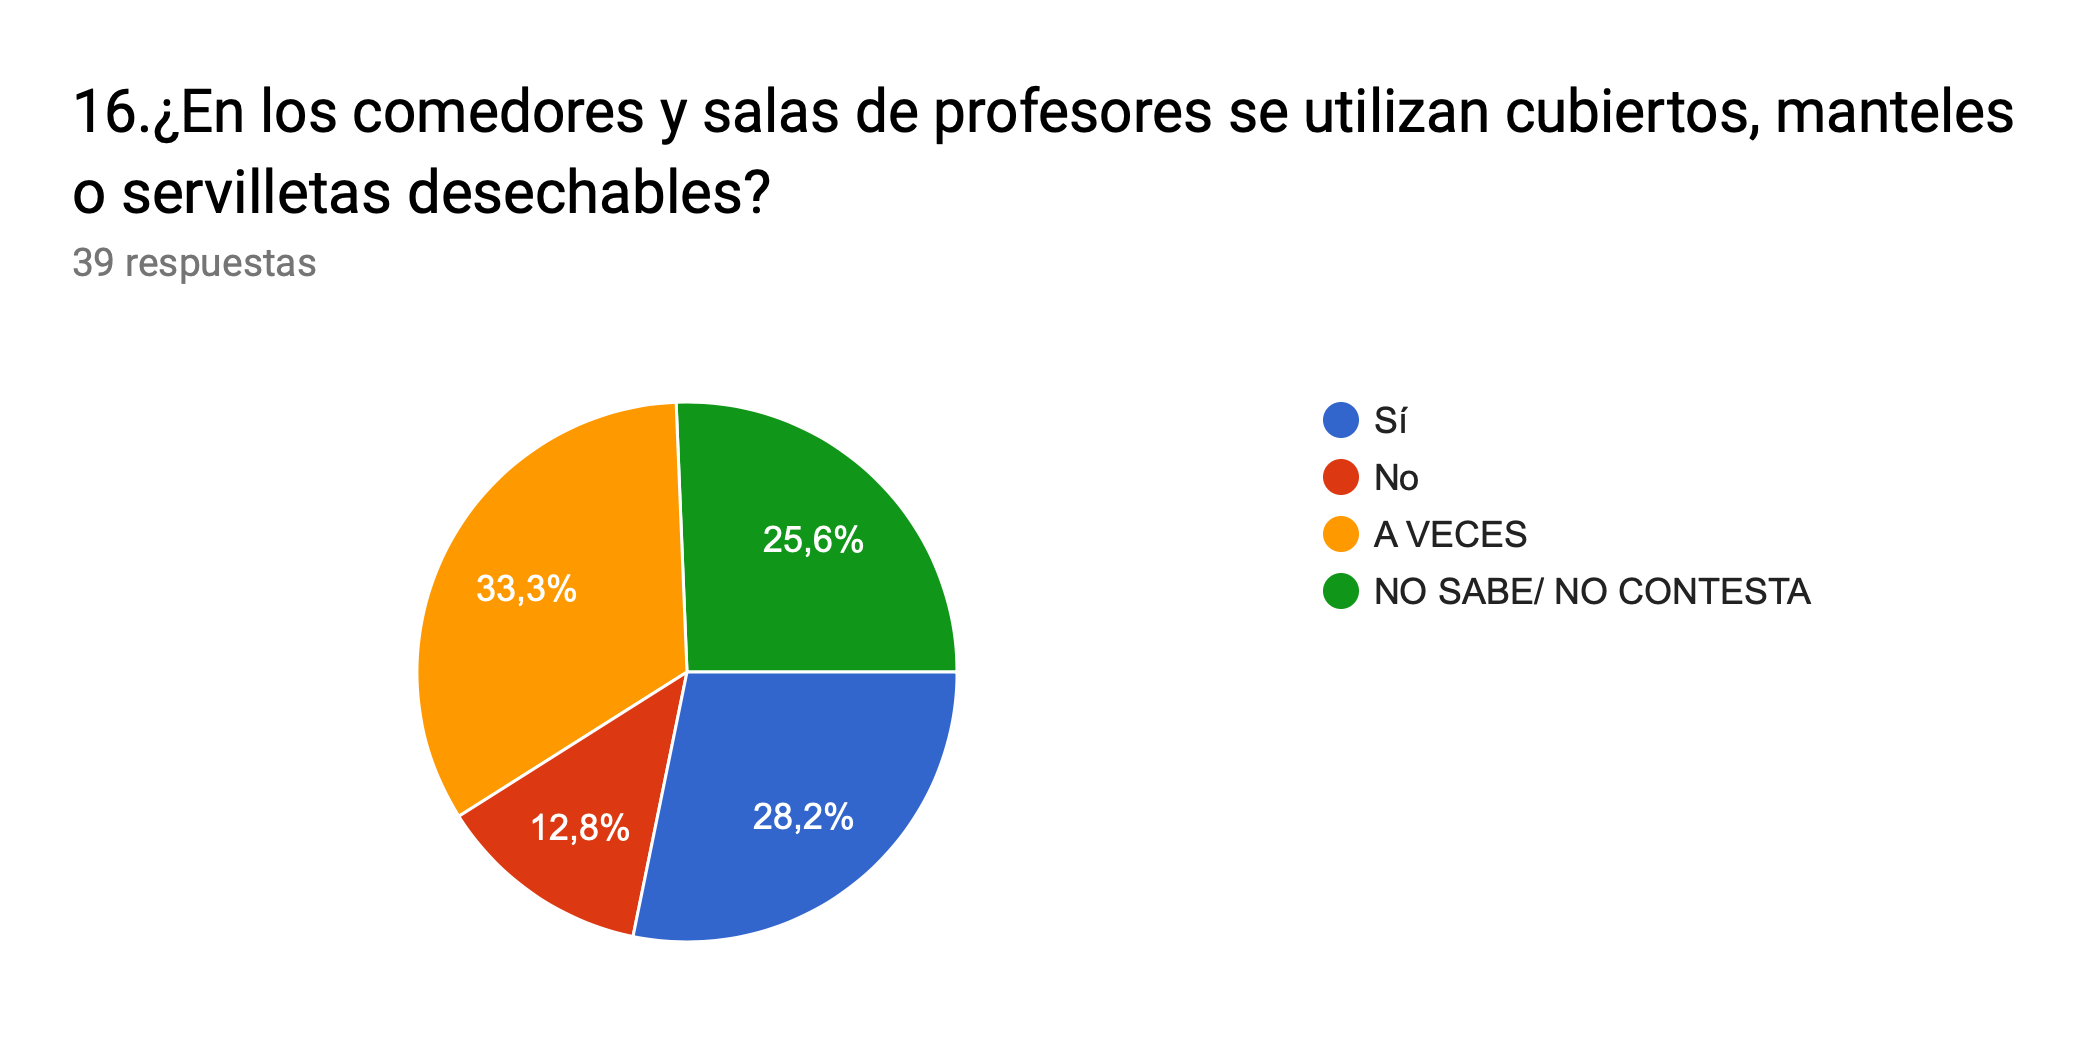 16.¿En los comedores y salas de profesores se utilizan cubiertos, manteles
o servilletas desechables?
39 respuestas
25,6%
33,3%
28,2%
12,8%
Sí
No
A VECES
NO SABE/ NO CONTESTA